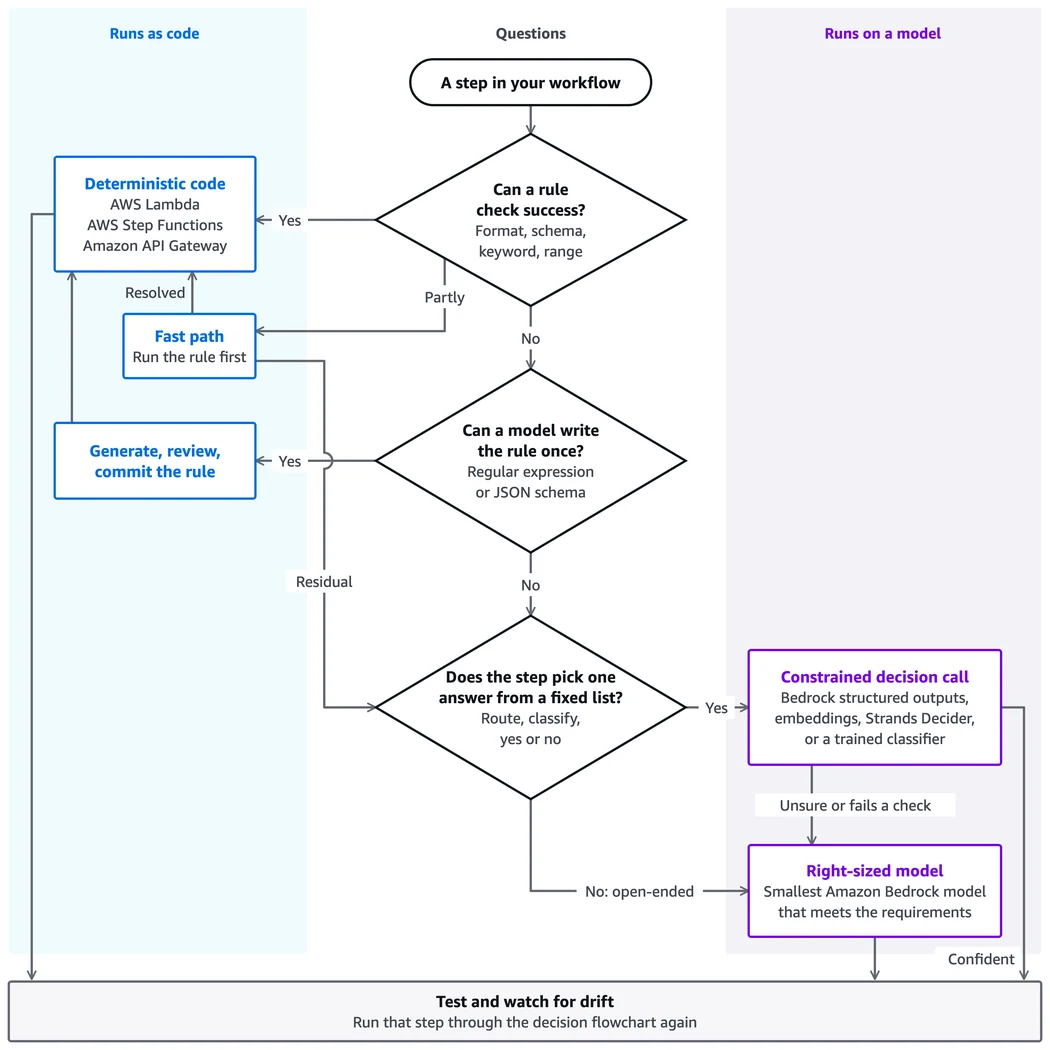 Runs as code
Questions
Runs on a model
A step in your workflow
Can a rule
check success?
Format, schema,
keyword, range
Deterministic code
AWS Lambda
AWS Step Functions
Amazon API Gateway
Yes
Resolved
Partly
Fast path
Run the rule first
No
Can a model write
the rule once?
Regular expression
or JSON schema
Yes
Generate, review,
commit the rule
Residual
No
Does the step pick one
answer from a fixed list?
Route, classify,
yes or no
Yes
Constrained decision call
Bedrock structured outputs,
embeddings, Strands Decider,
or a trained classifier
Unsure or fails a check
No: open-ended
Right-sized model
Smallest Amazon Bedrock model
that meets the requirements
Confident
Test and watch for drift
Run that step through the decision flowchart again